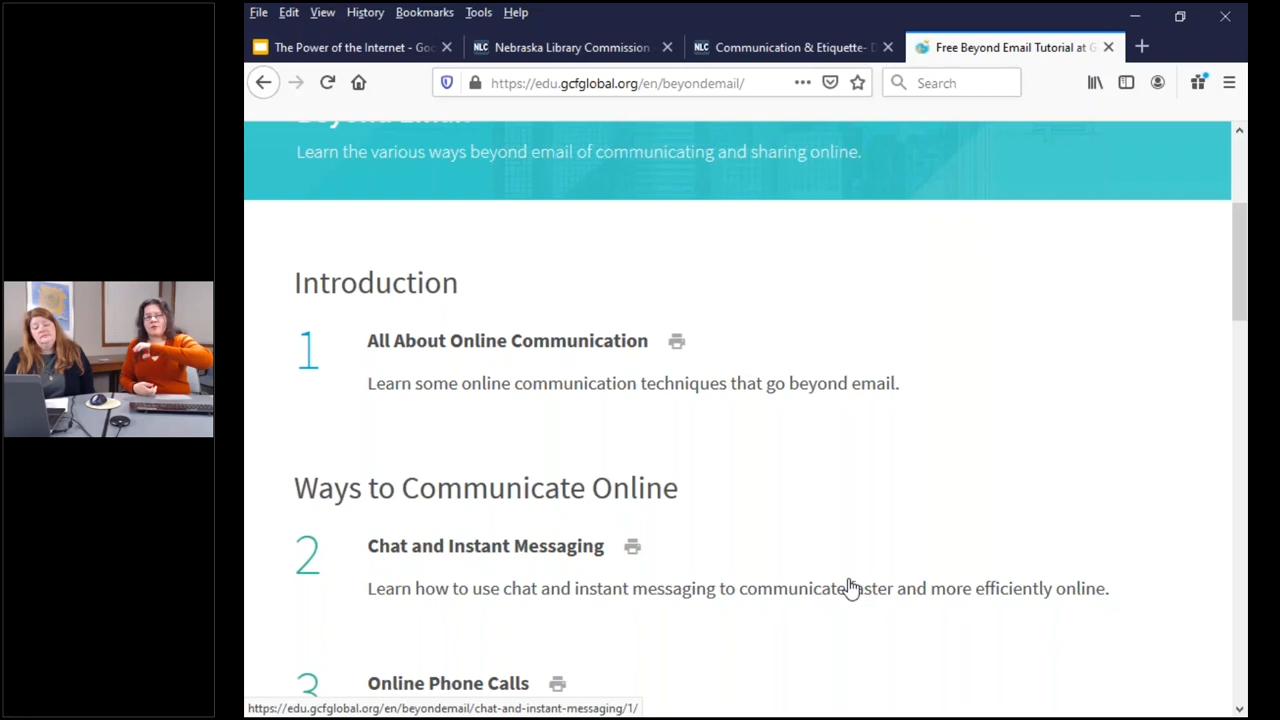 File Edit View History Bookmarks Tools Help
The Power of the Internet - Goo
Nebraska Library Commission
Communication & Etiquette- D
Free Beyond Email Tutorial at G
https://edu.gcfglobal.org/en/beyondemail/
Search
Beyond Email
Learn the various ways beyond email of communicating and sharing online.
Introduction
1 All About Online Communication
Learn some online communication techniques that go beyond email.
Ways to Communicate Online
2 Chat and Instant Messaging
Learn how to use chat and instant messaging to communicate faster and more efficiently online.
3 Online Phone Calls
https://edu.gcfglobal.org/en/beyondemail/chat-and-instant-messaging/1/